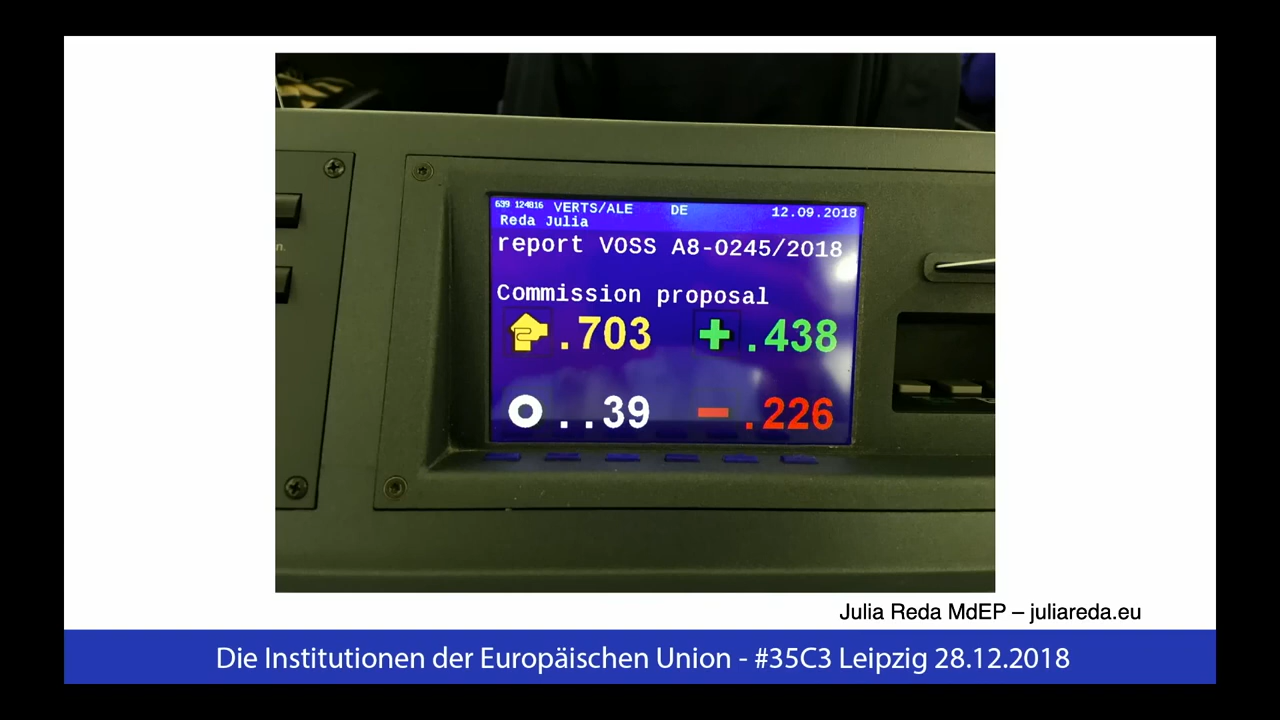 639 124816 VERTS/ALE DE 12.09.2018
Reda Julia
report VOSS A8-0245/2018
Commission proposal
.703 + .438
..39 - .226
n.
Julia Reda MdEP – juliareda.eu
Die Institutionen der Europäischen Union - #35C3 Leipzig 28.12.2018